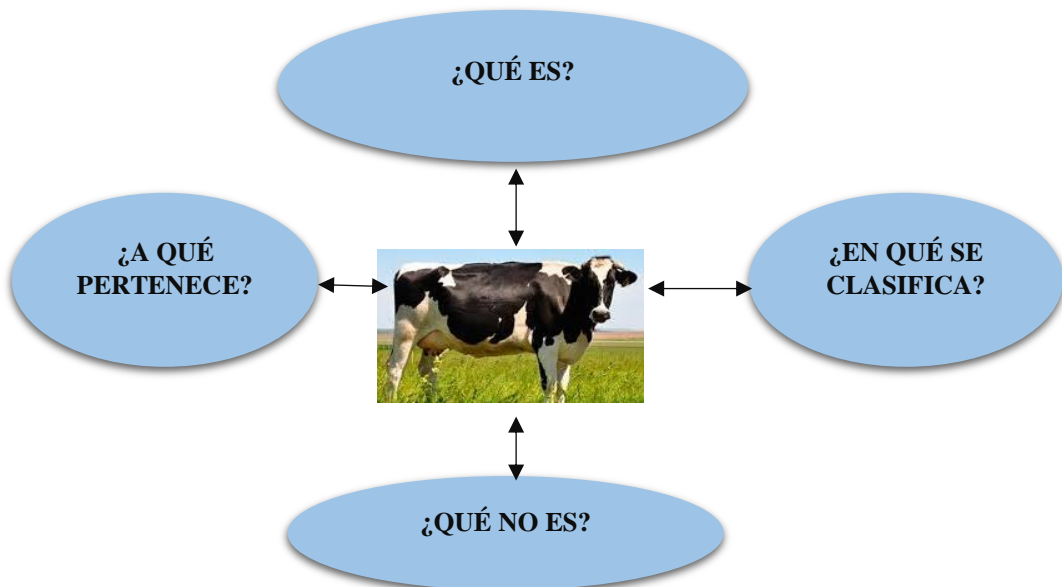 ¿QUÉ ES?
¿A QUÉ
PERTENECE?
¿EN QUÉ SE
CLASIFICA?
¿QUÉ NO ES?